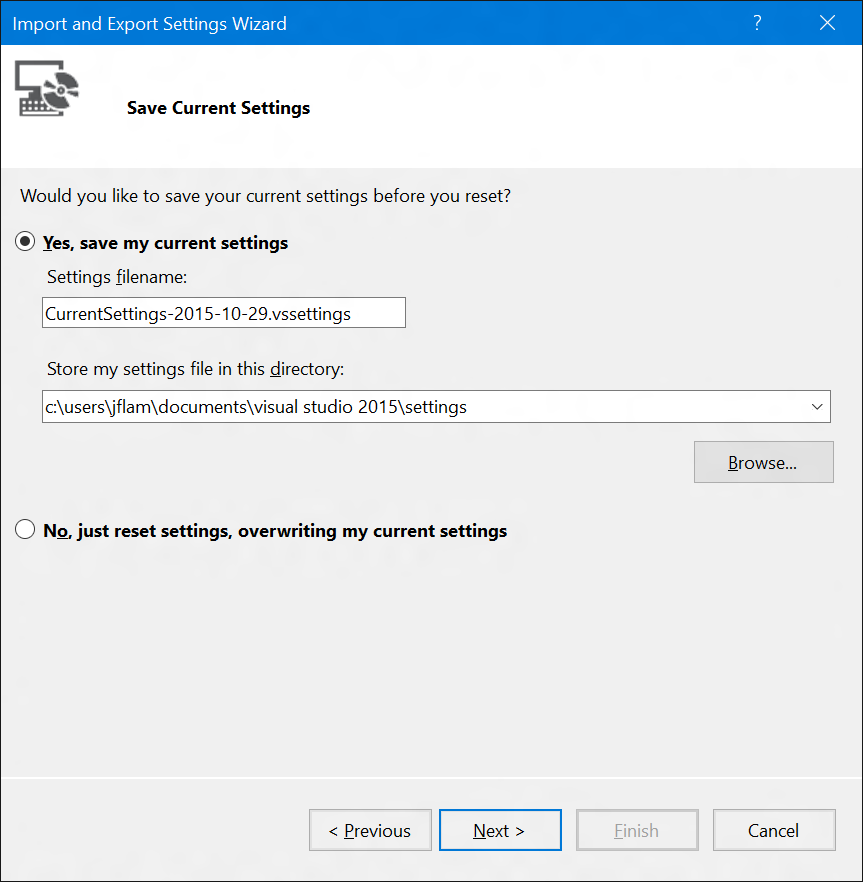 Import and Export Settings Wizard
?
Save Current Settings
Would you like to save your current settings before you reset?
Yes, save my current settings
Settings filename:
CurrentSettings-2015-10-29.vssettings
Store my settings file in this directory:
c:\users\jflam\documents\visual studio 2015\settings
Browse...
No, just reset settings, overwriting my current settings
< Previous Next > Finish Cancel